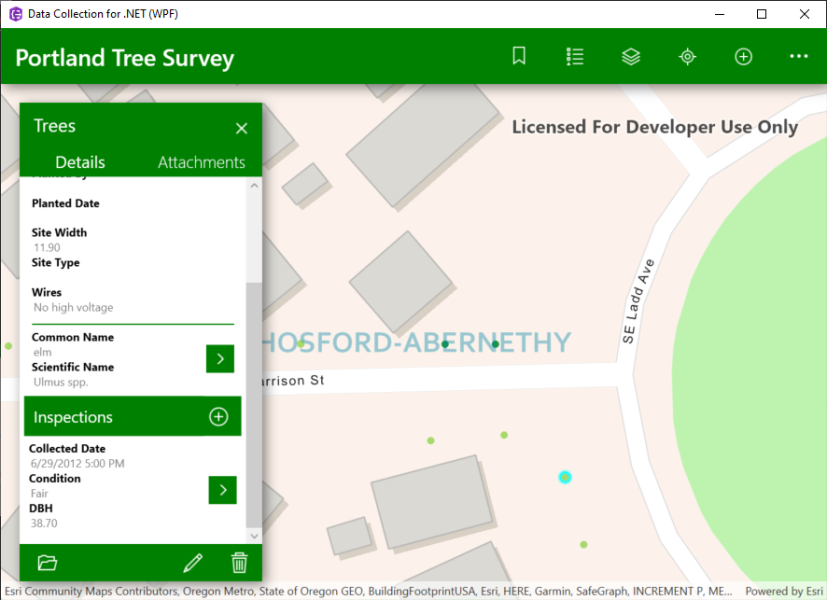 Data Collection for .NET (WPF)
Portland Tree Survey
Licensed For Developer Use Only
Trees
Details Attachments
Planted Date
Site Width
11.90
Site Type
Wires
No high voltage
Common Name
elm
Scientific Name
Ulmus spp.
Inspections
Collected Date
6/29/2012 5:00 PM
Condition
Fair
DBH
38.70
HOSFORD-ABERNETHY
SE Ladd Ave
arrison St
Esri Community Maps Contributors, Oregon Metro, State of Oregon GEO, BuildingFootprintUSA, Esri, HERE, Garmin, SafeGraph, INCREMENT P, ME... Powered by Esri